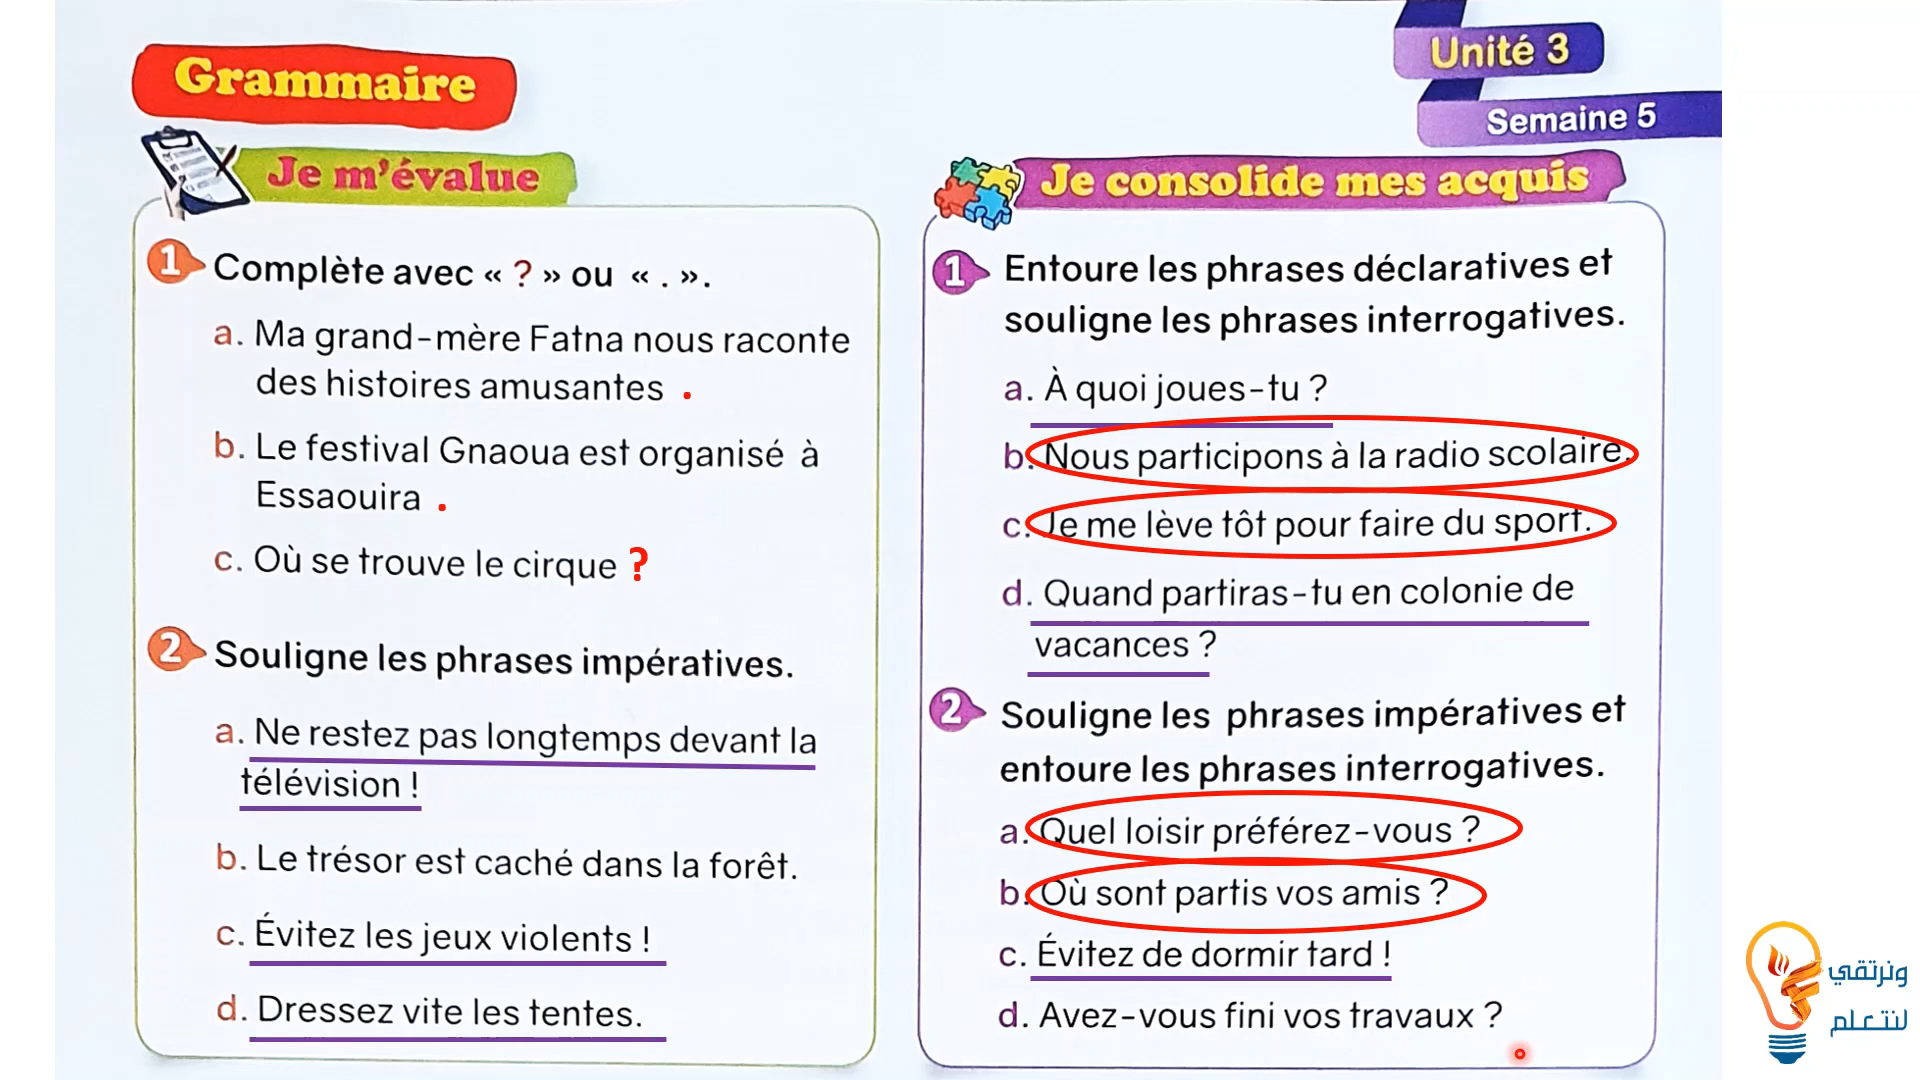 Grammaire
Unité 3
Semaine 5
Je m'évalue
1 Complète avec « ? » ou « . ».
a. Ma grand-mère Fatna nous raconte
des histoires amusantes .
b. Le festival Gnaoua est organisé à
Essaouira .
c. Où se trouve le cirque ?
2 Souligne les phrases impératives.
a. Ne restez pas longtemps devant la
télévision !
b. Le trésor est caché dans la forêt.
c. Évitez les jeux violents !
d. Dressez vite les tentes.
Je consolide mes acquis
1 Entoure les phrases déclaratives et
souligne les phrases interrogatives.
a. À quoi joues-tu ?
b. Nous participons à la radio scolaire.
c. Je me lève tôt pour faire du sport.
d. Quand partiras-tu en colonie de
vacances ?
2 Souligne les phrases impératives et
entoure les phrases interrogatives.
a. Quel loisir préférez-vous ?
b. Où sont partis vos amis ?
c. Évitez de dormir tard !
d. Avez-vous fini vos travaux ?
ونرتقي
لنتعلم